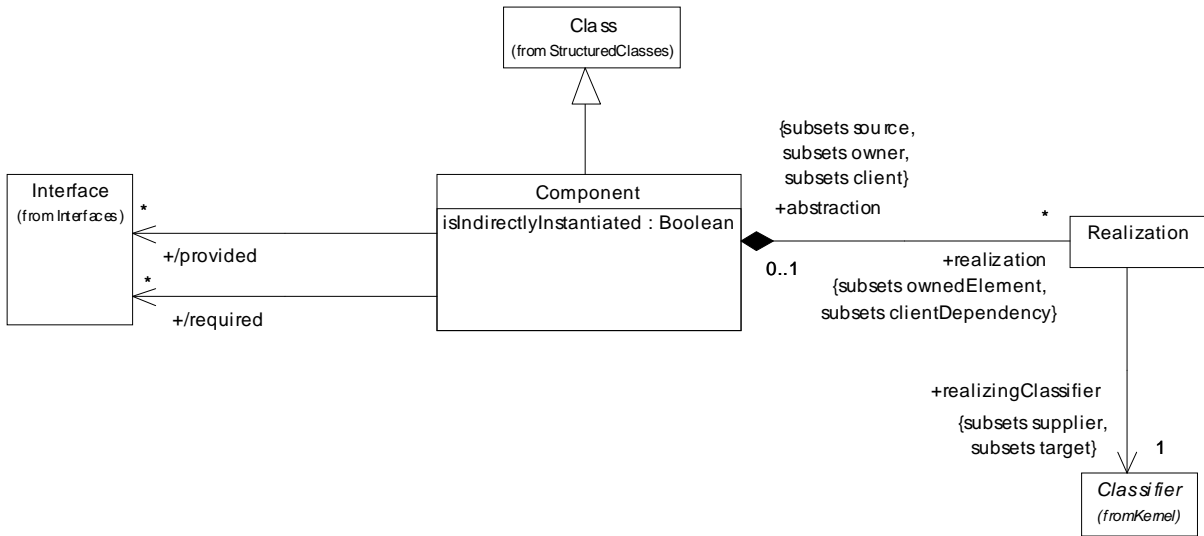 Class
(from StructuredClasses)
{subsets source,
subsets owner,
subsets client}
+abstraction
Interface
(from Interfaces)
*
+/provided
*
+/required
Component
isIndirectlyInstantiated : Boolean
0..1
*
Realization
+realization
{subsets ownedElement,
subsets clientDependency}
+realizingClassifier
{subsets supplier,
subsets target}
1
Classifier
(fromKernel)